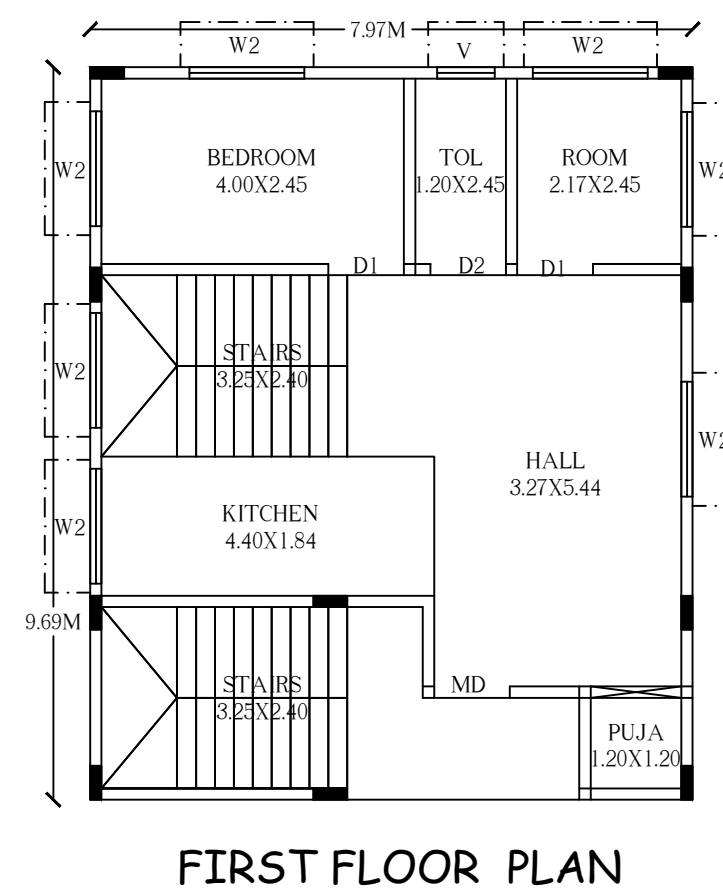 7.97M
W2 V W2
BEDROOM
4.00X2.45
TOL
1.20X2.45
ROOM
2.17X2.45
W2
W2
D1 D2 D1
STAIRS
3.25X2.40
W2
W2
HALL
3.27X5.44
KITCHEN
4.40X1.84
W2
9.69M
STAIRS
3.25X2.40
MD
PUJA
1.20X1.20
FIRST FLOOR PLAN